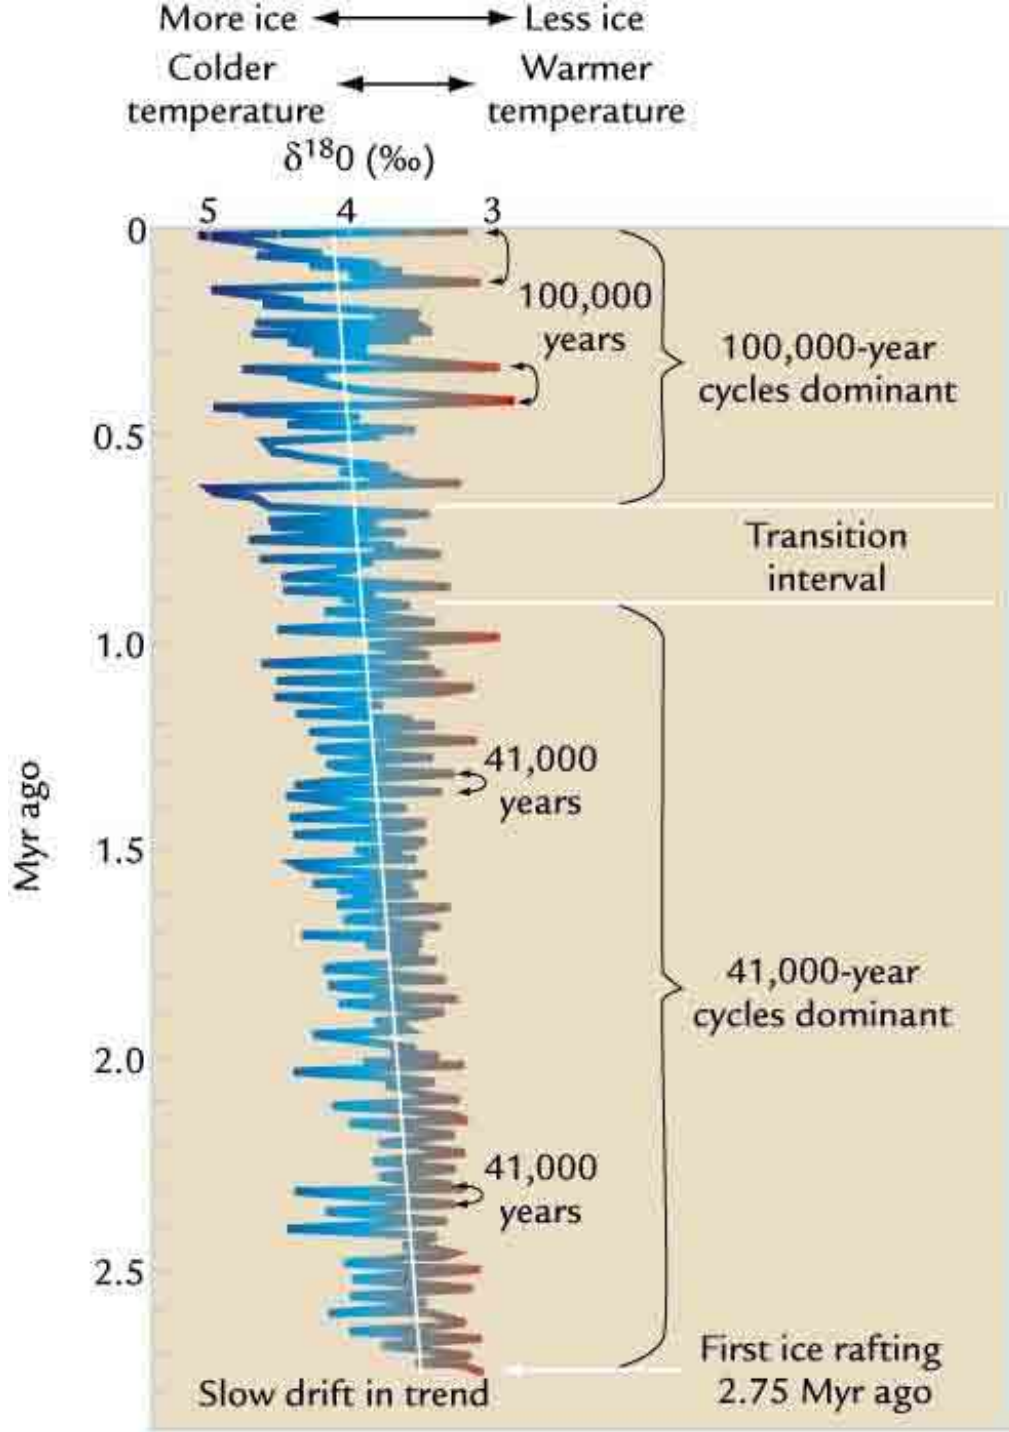 More ice
Less ice
Colder
temperature
Warmer
temperature
δ¹⁸0 (‰)
5
4
3
0
0.5
1.0
1.5
2.0
2.5
Myr ago
100,000
years
100,000-year
cycles dominant
Transition
interval
41,000
years
41,000-year
cycles dominant
41,000
years
First ice rafting
2.75 Myr ago
Slow drift in trend